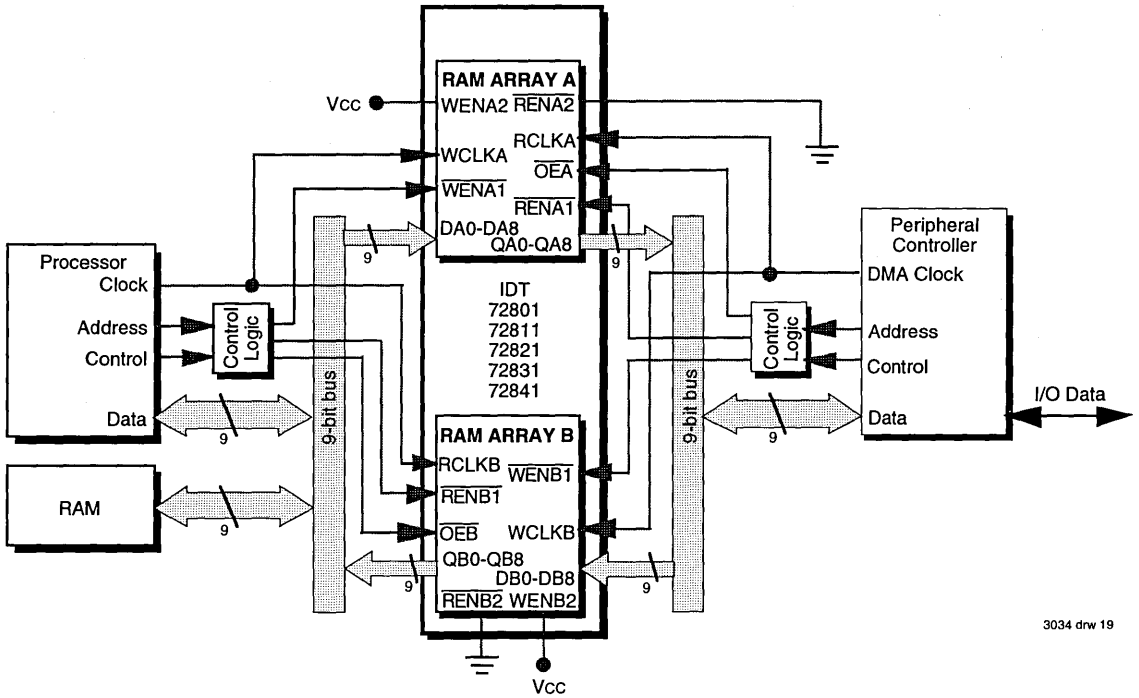 RAM ARRAY A
VCC
WENA2 RENA2
RCLKA
WCLKA
OEA
WENA1
RENA1
DA0-DA8
QA0-QA8
9
9
Processor
Clock
Address
Control
Data
Control
Logic
9
RAM
9
9-bit bus
IDT
72801
72811
72821
72831
72841
9-bit bus
Peripheral
Controller
DMA Clock
Address
Control
Data
Control
Logic
9
I/O Data
RAM ARRAY B
RCLKB
WENB1
RENB1
WCLKB
OEB
QB0-QB8
DB0-DB8
9
9
RENB2 WENB2
VCC
3034 drw 19